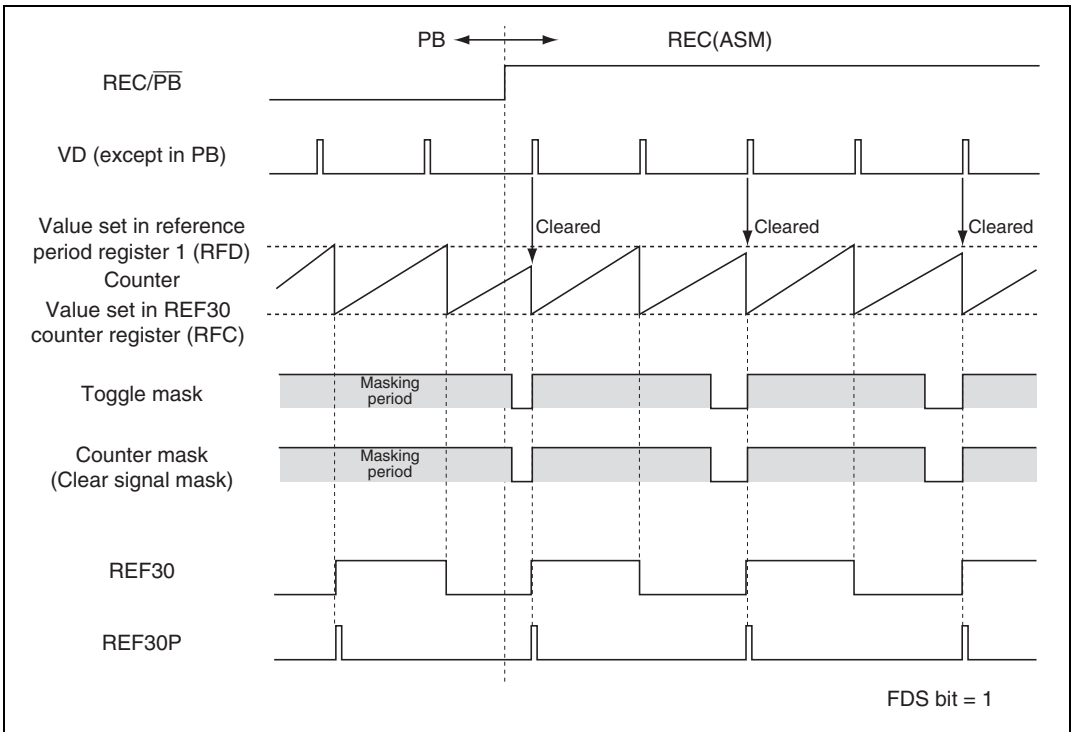 PB
REC(ASM)
REC/PB
VD (except in PB)
Value set in reference
period register 1 (RFD)
Counter
Value set in REF30
counter register (RFC)
Cleared
Cleared
Cleared
Toggle mask
Masking
period
Counter mask
(Clear signal mask)
Masking
period
REF30
REF30P
FDS bit = 1